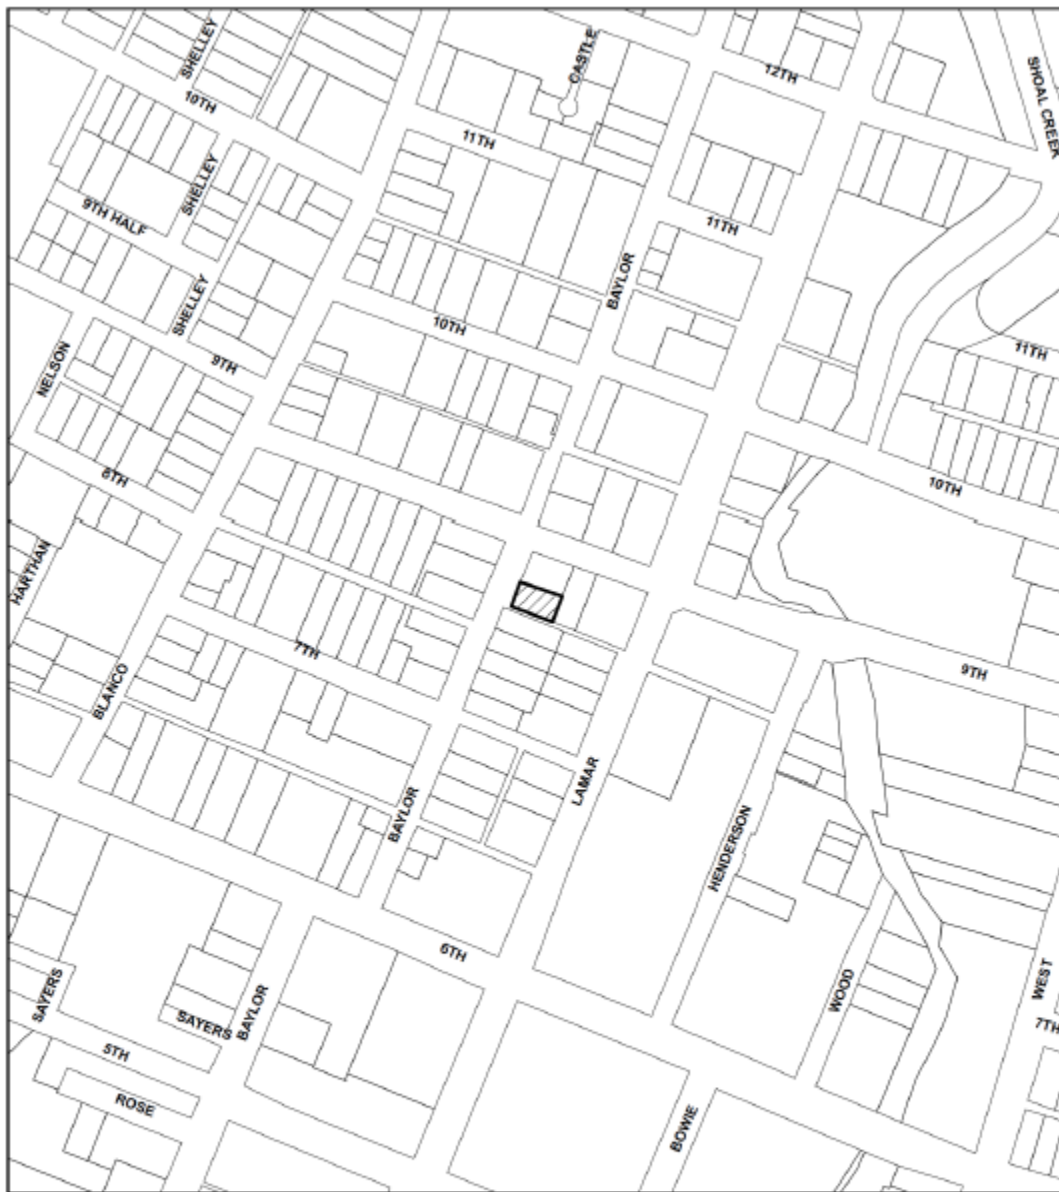 SHELLEY
CASTLE
12TH
SHOAL CREEK
10TH
11TH
SHELLEY
9TH HALF
11TH
BAYLOR
SHELLEY
10TH
11TH
9TH
NELSON
8TH
10TH
HARTHAN
7TH
9TH
BLANCO
LAMAR
BAYLOR
HENDERSON
6TH
WOOD
WEST
SAYERS
BAYLOR
SAYERS
7TH
5TH
ROSE
BOWIE